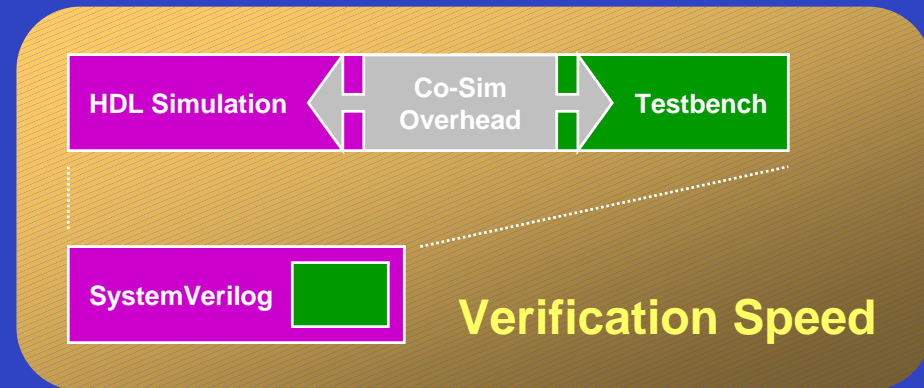 HDL Simulation
Co-Sim
Overhead
Testbench
SystemVerilog
Verification Speed